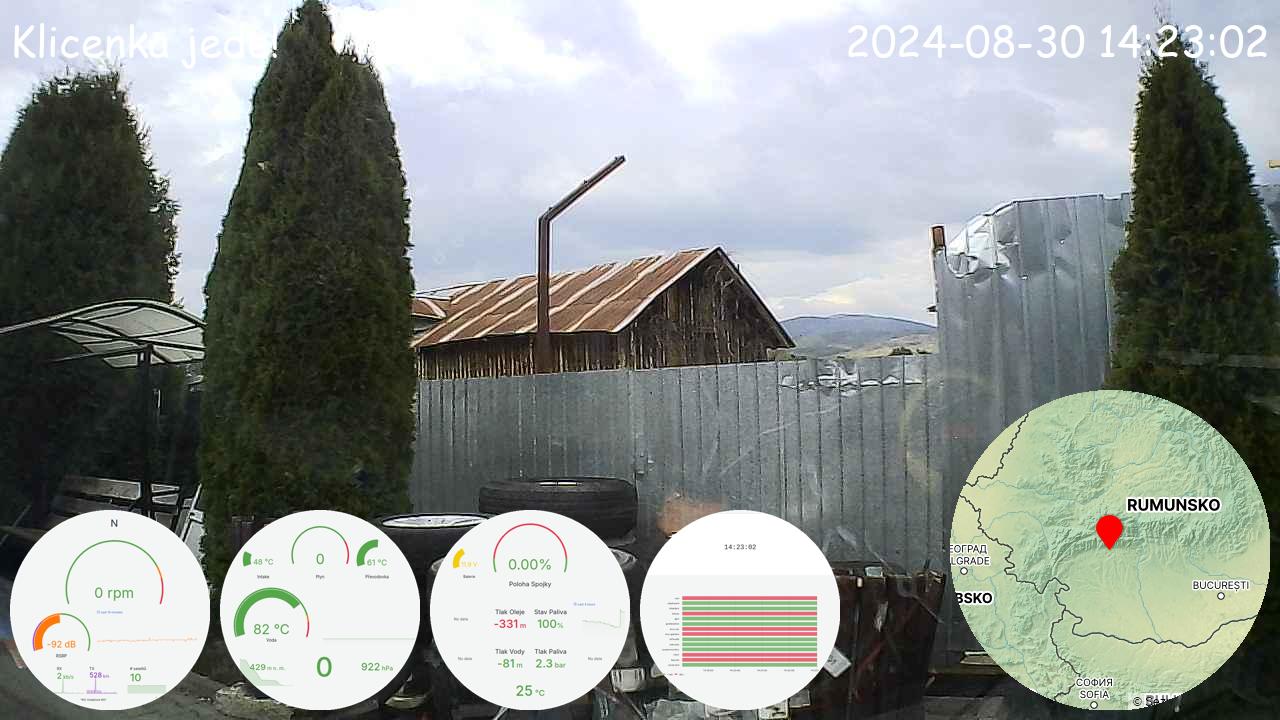 Klicenka jede
2024-08-30 14:23:02
N
0 rpm
-92 dB
RSRP
RX
TX
# satelitů
2 kb/s
528 b/s
10
48 °C
Intake
0
Plyn
61 °C
Převodovka
82 °C
Voda
429 m n. m.
0
922 hPa
11.9 V
Baterie
0.00%
Poloha Spojky
Tlak Oleje
Stav Paliva
No data
-331 m
100%
Tlak Vody
Tlak Paliva
No data
-81 m
2.3 bar
No data
25 °C
14:23:02
RUMUNSKO
ЕОГРАД
LGRADE
BSKO
BUCUREȘTI
СОФИЯ
SOFIA